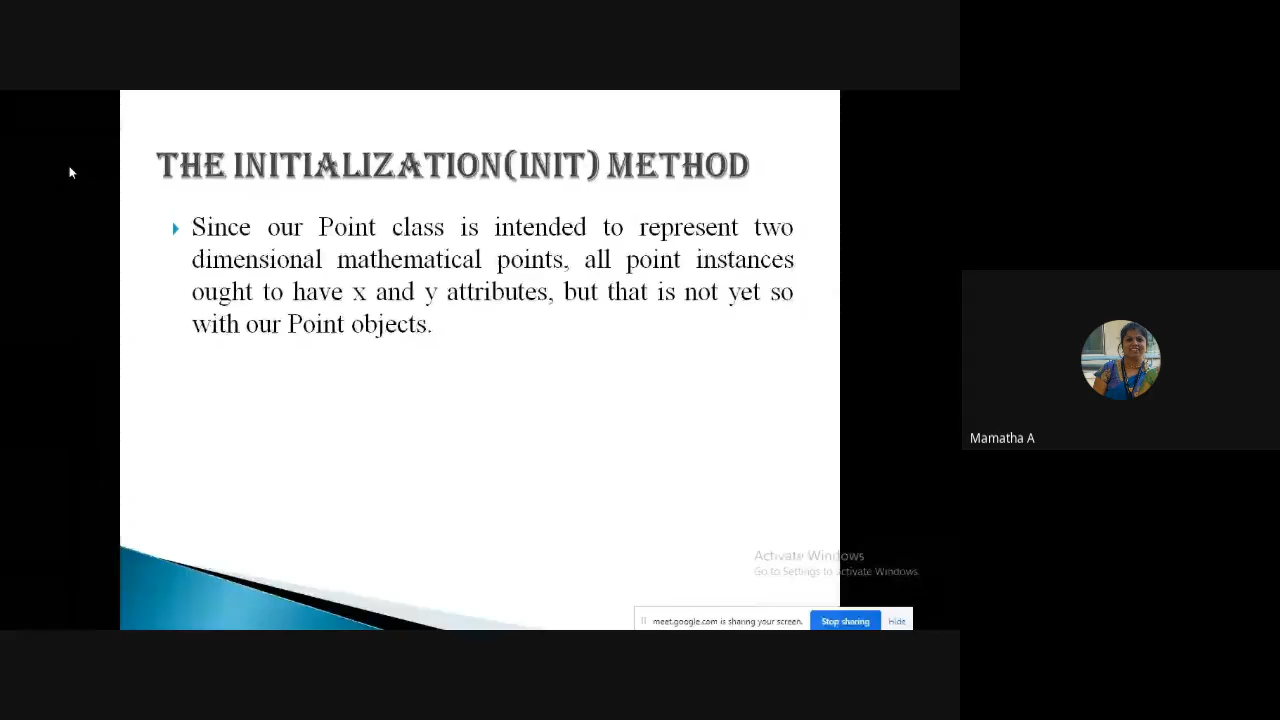 THE INITIALIZATION(INIT) METHOD
Since our Point class is intended to represent two
dimensional mathematical points, all point instances
ought to have x and y attributes, but that is not yet so
with our Point objects.
Mamatha A
Activate Windows
Go to Settings to activate Windows.
meet.google.com is sharing your screen. Stop sharing Hide